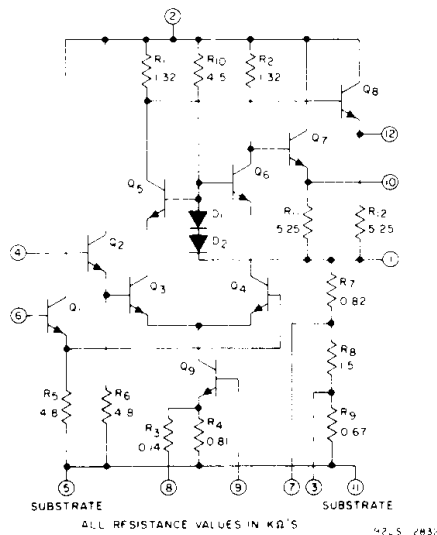 2
R1
1.32
R10
4.5
R2
1.32
Q8
12
Q7
Q6
Q5
10
R11
5.25
R12
5.25
D1
D2
Q2
4
1
Q3
Q4
R7
0.82
Q1
6
R8
1.5
Q9
R5
4.8
R6
4.8
R3
R4
0.81
R9
0.67
5
8
9
7
3
11
SUBSTRATE
SUBSTRATE
ALL RESISTANCE VALUES IN KΩ'S